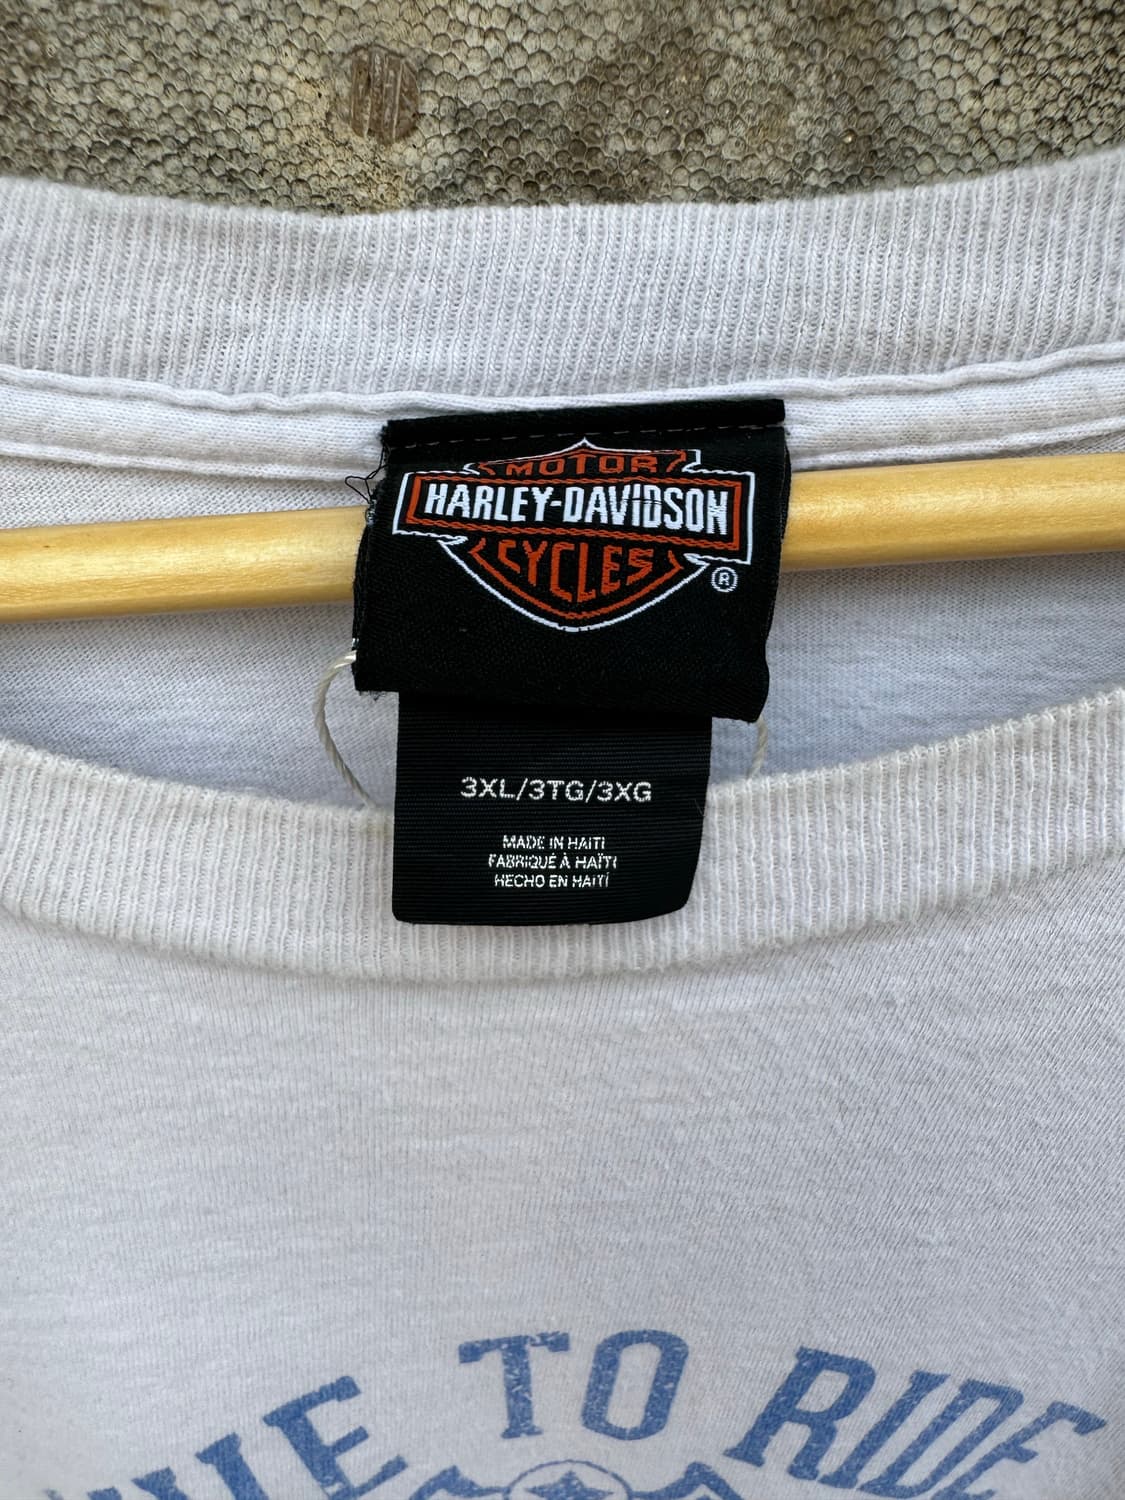 MOTOR
HARLEY-DAVIDSON
CYCLES
®
3XL/3TG/3XG
MADE IN HAITI
FABRIQUÉ À HAÏTI
HECHO EN HAITÍ
TO RIDE